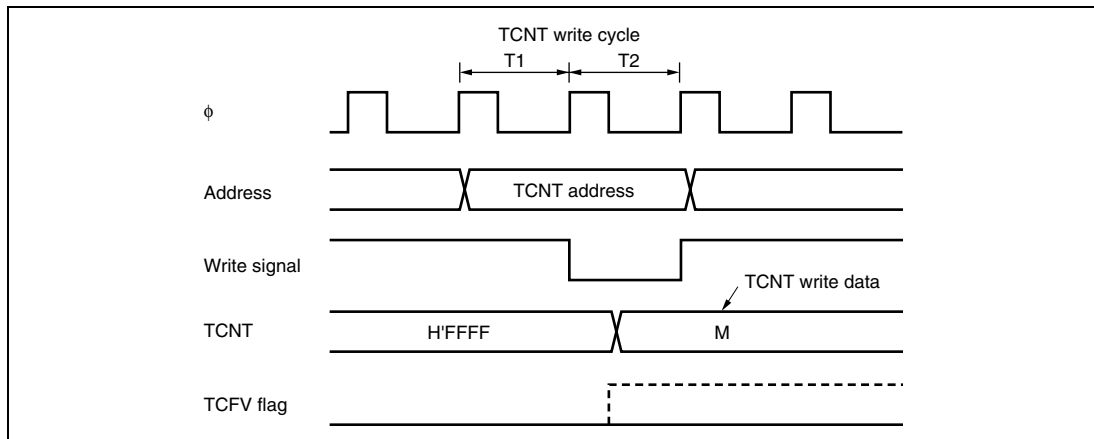 TCNT write cycle
T1 T2
ϕ
Address
TCNT address
Write signal
TCNT write data
TCNT
H'FFFF
M
TCFV flag